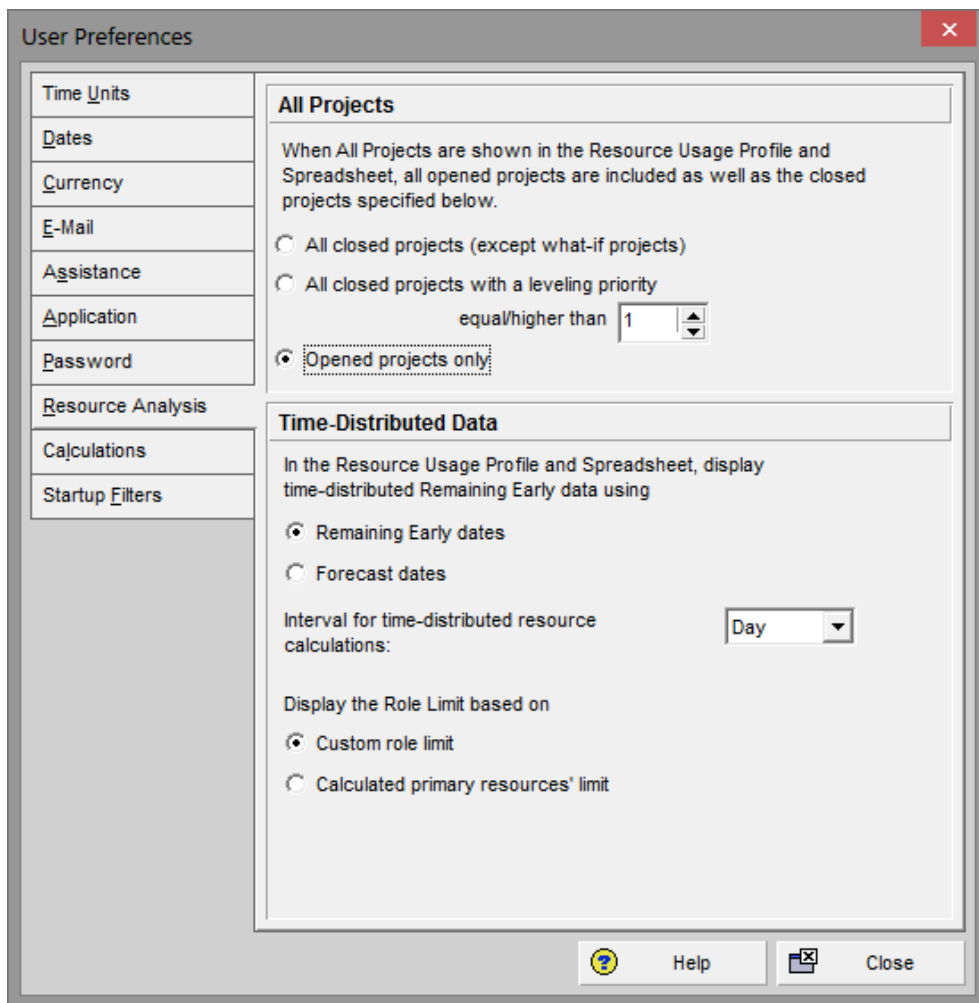 User Preferences
Time Units
Dates
Currency
E-Mail
Assistance
Application
Password
Resource Analysis
Calculations
Startup Filters
All Projects
When All Projects are shown in the Resource Usage Profile and
Spreadsheet, all opened projects are included as well as the closed
projects specified below.
All closed projects (except what-if projects)
All closed projects with a leveling priority
equal/higher than 1
Opened projects only
Time-Distributed Data
In the Resource Usage Profile and Spreadsheet, display
time-distributed Remaining Early data using
Remaining Early dates
Forecast dates
Interval for time-distributed resource
calculations:
Day
Display the Role Limit based on
Custom role limit
Calculated primary resources' limit
Help
Close